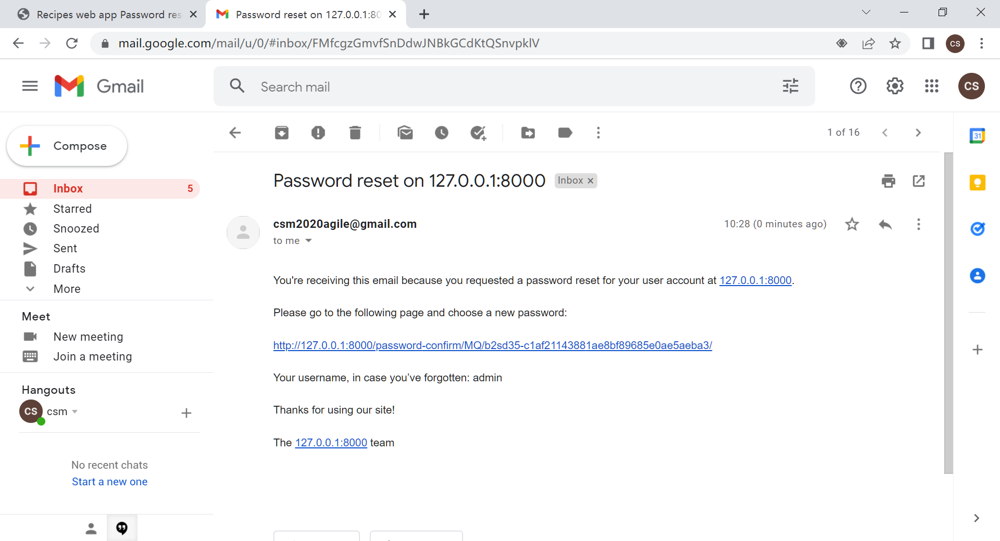 Recipes web app Password res
Password reset on 127.0.0.1:80
mail.google.com/mail/u/0/#inbox/FMfcgzGmvfSnDdwJNBkGCdKtQSnvpklV
CS
Gmail
Search mail
CS
Compose
1 of 16
31
Inbox 5
Starred
Snoozed
Sent
Drafts
More
Meet
New meeting
Join a meeting
Hangouts
CS csm
No recent chats
Start a new one
Password reset on 127.0.0.1:8000 Inbox
csm2020agile@gmail.com 10:28 (0 minutes ago)
to me
You're receiving this email because you requested a password reset for your user account at 127.0.0.1:8000.
Please go to the following page and choose a new password:
http://127.0.0.1:8000/password-confirm/MQ/b2sd35-c1af21143881ae8bf89685e0ae5aeba3/
Your username, in case you’ve forgotten: admin
Thanks for using our site!
The 127.0.0.1:8000 team